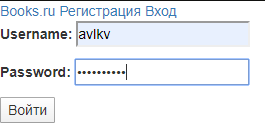 Books.ru Регистрация Вход
Username: avlkv
Password: ••••••••••
Войти